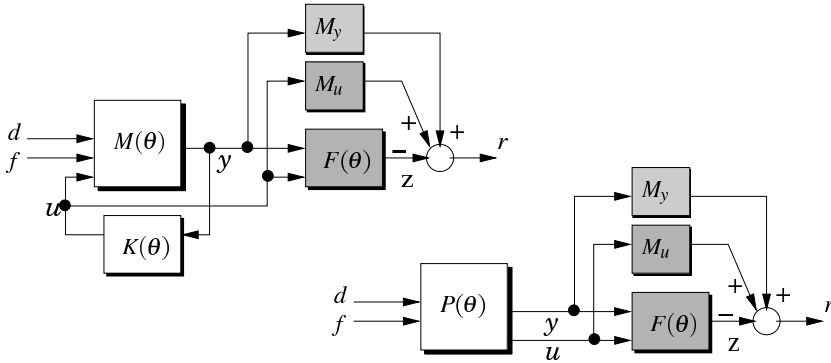 M_y
M_u
+
+
d
f
M(θ)
y
F(θ)
−
z
r
u
K(θ)
M_y
M_u
+
+
d
f
P(θ)
y
u
F(θ)
−
z
r